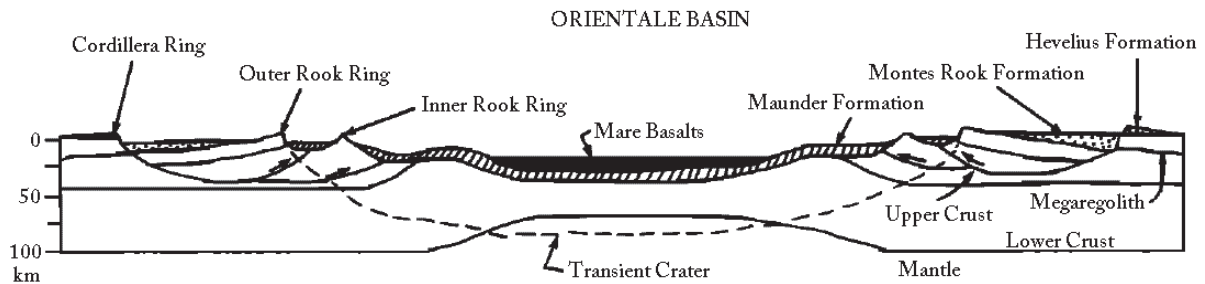 ORIENTALE BASIN
Cordillera Ring
Hevelius Formation
Outer Rook Ring
Montes Rook Formation
Inner Rook Ring
Maunder Formation
Mare Basalts
0
50
100
km
Upper Crust
Megaregolith
Lower Crust
Transient Crater
Mantle